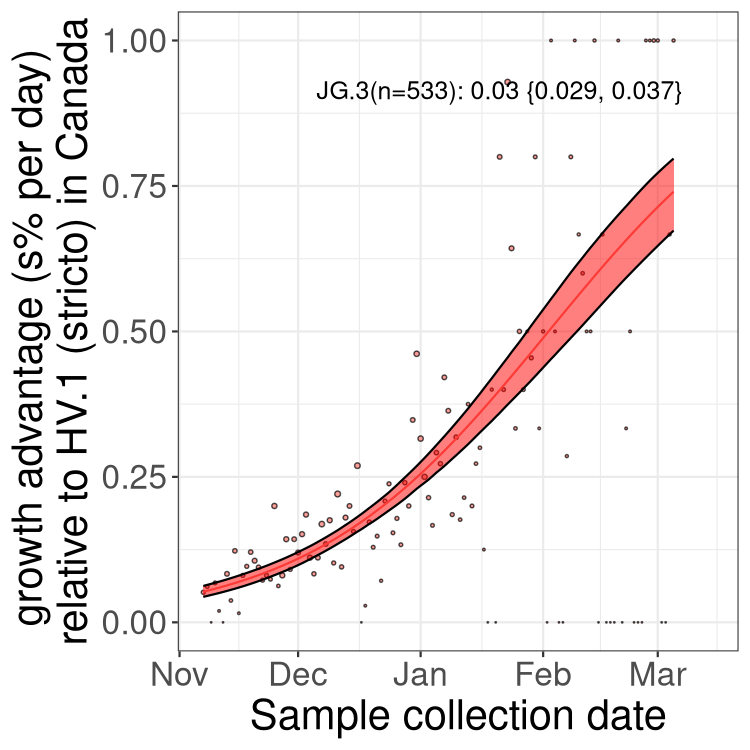 growth advantage (s% per day)
relative to HV.1 (stricto) in Canada
1.00
0.75
0.50
0.25
0.00
JG.3(n=533): 0.03 {0.029, 0.037}
Nov Dec Jan Feb Mar
Sample collection date